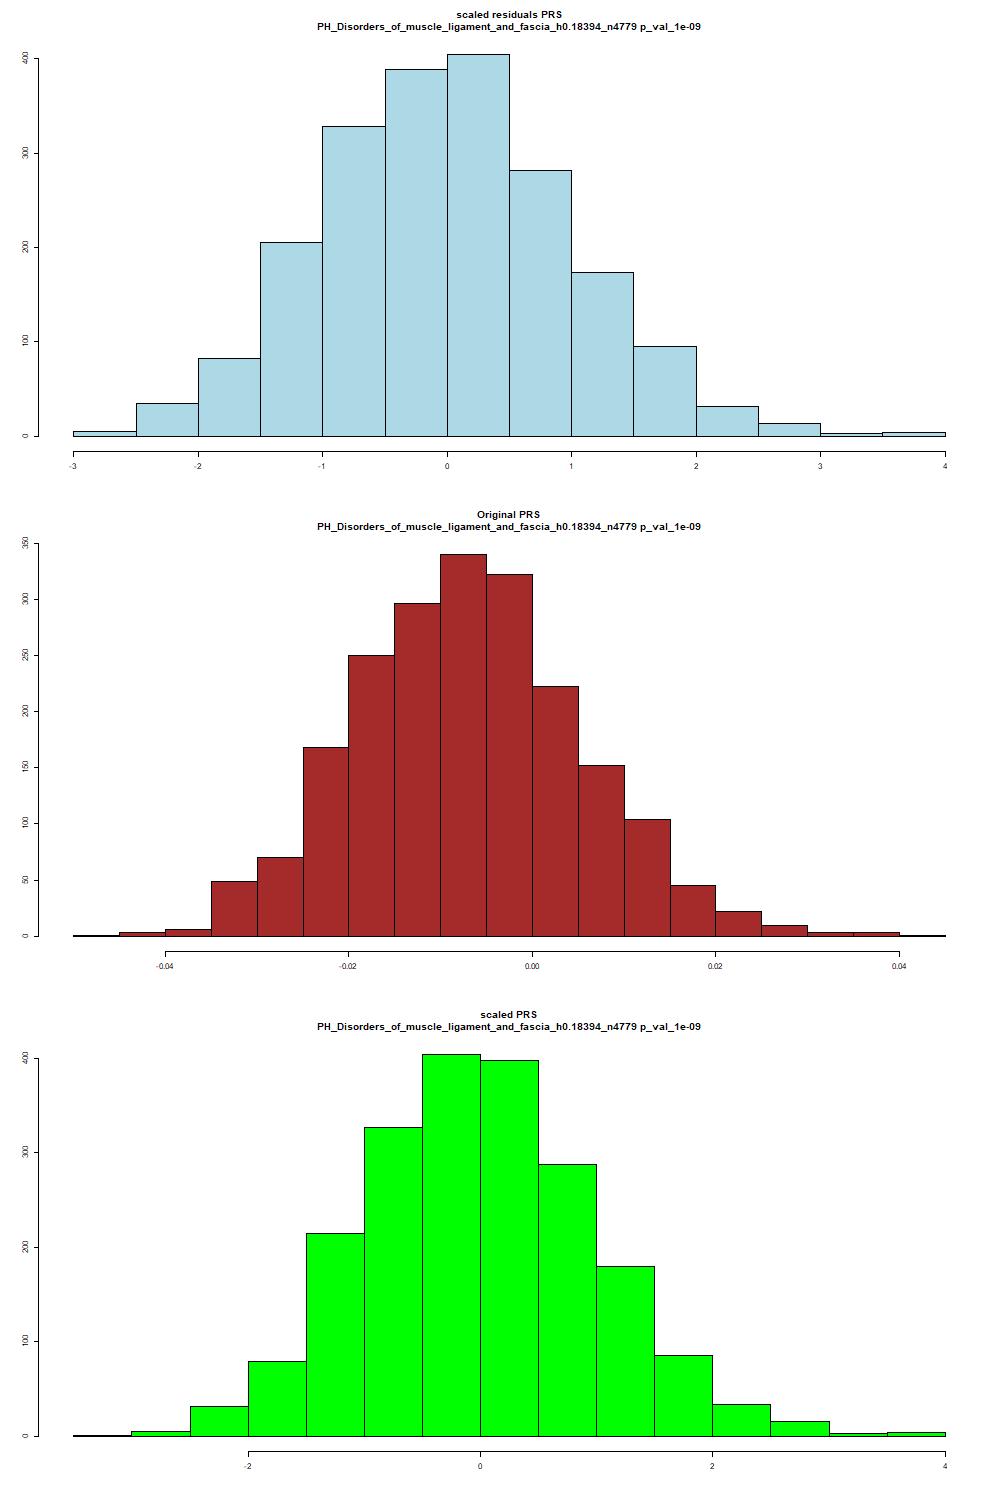 scaled residuals PRS
PH_Disorders_of_muscle_ligament_and_fascia_h0.18394_n4779 p_val_1e-09
400
300
200
100
0
-3 -2 -1 0 1 2 3 4
Original PRS
PH_Disorders_of_muscle_ligament_and_fascia_h0.18394_n4779 p_val_1e-09
350
300
250
200
150
100
50
0
-0.04 -0.02 0.00 0.02 0.04
scaled PRS
PH_Disorders_of_muscle_ligament_and_fascia_h0.18394_n4779 p_val_1e-09
400
300
200
100
0
-2 0 2 4